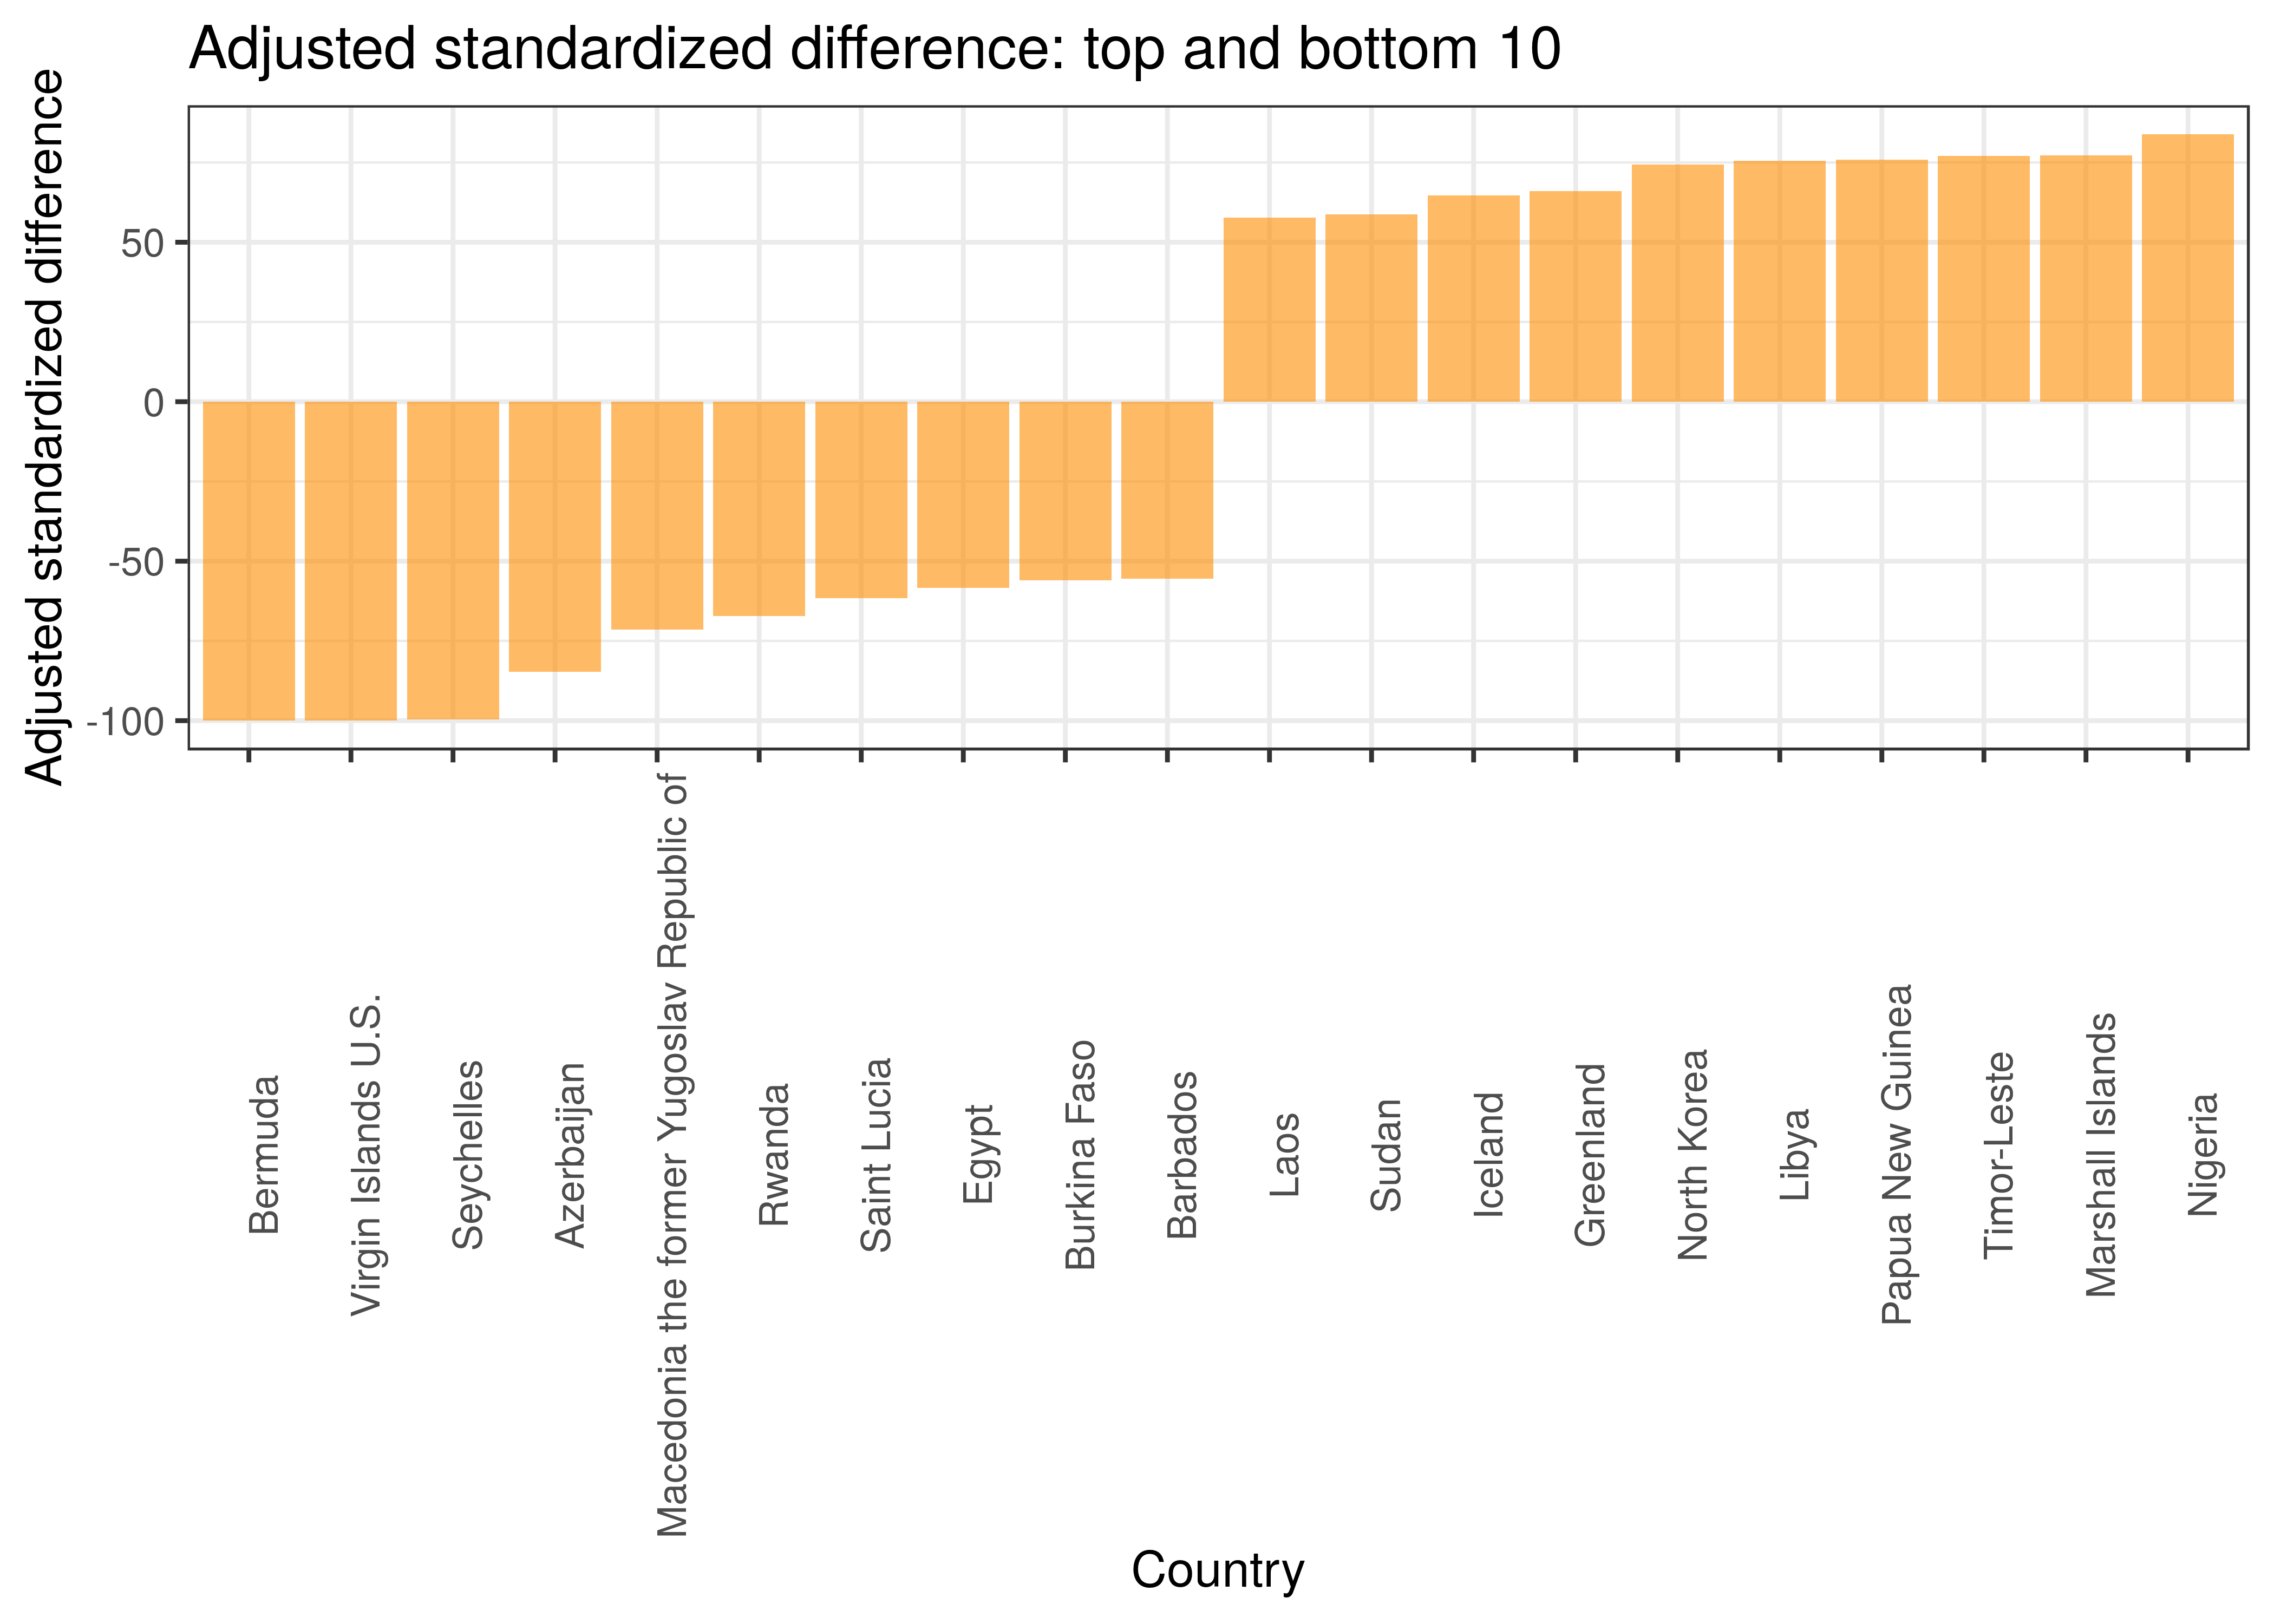 Adjusted standardized difference: top and bottom 10
Adjusted standardized difference
50
0
-50
-100
Bermuda
Virgin Islands U.S.
Seychelles
Azerbaijan
Macedonia the former Yugoslav Republic of
Rwanda
Saint Lucia
Egypt
Burkina Faso
Barbados
Laos
Sudan
Iceland
Greenland
North Korea
Libya
Papua New Guinea
Timor-Leste
Marshall Islands
Nigeria
Country